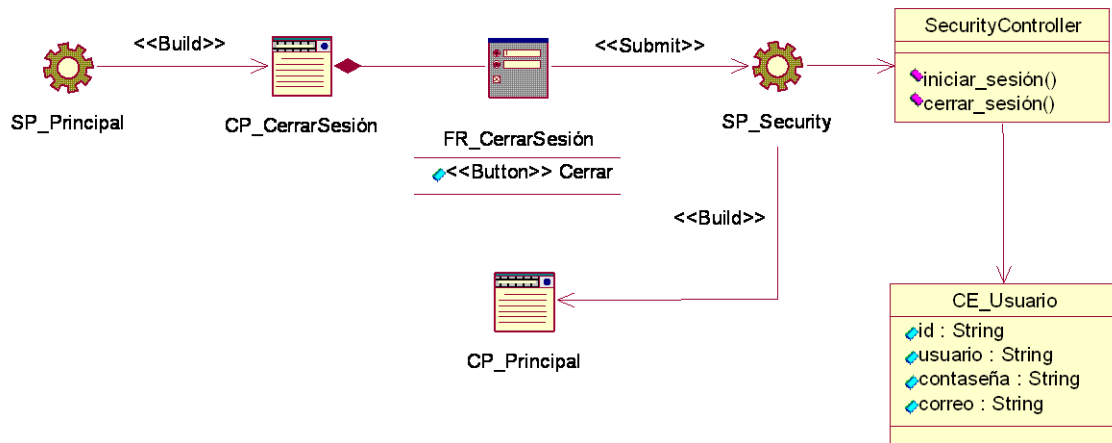 SecurityController
<<Build>>
<<Submit>>
iniciar_sesión()
cerrar_sesión()
SP_Principal
CP_CerrarSesión
SP_Security
FR_CerrarSesión
<<Button>> Cerrar
<<Build>>
CE_Usuario
id : String
usuario : String
contaseña : String
correo : String
CP_Principal